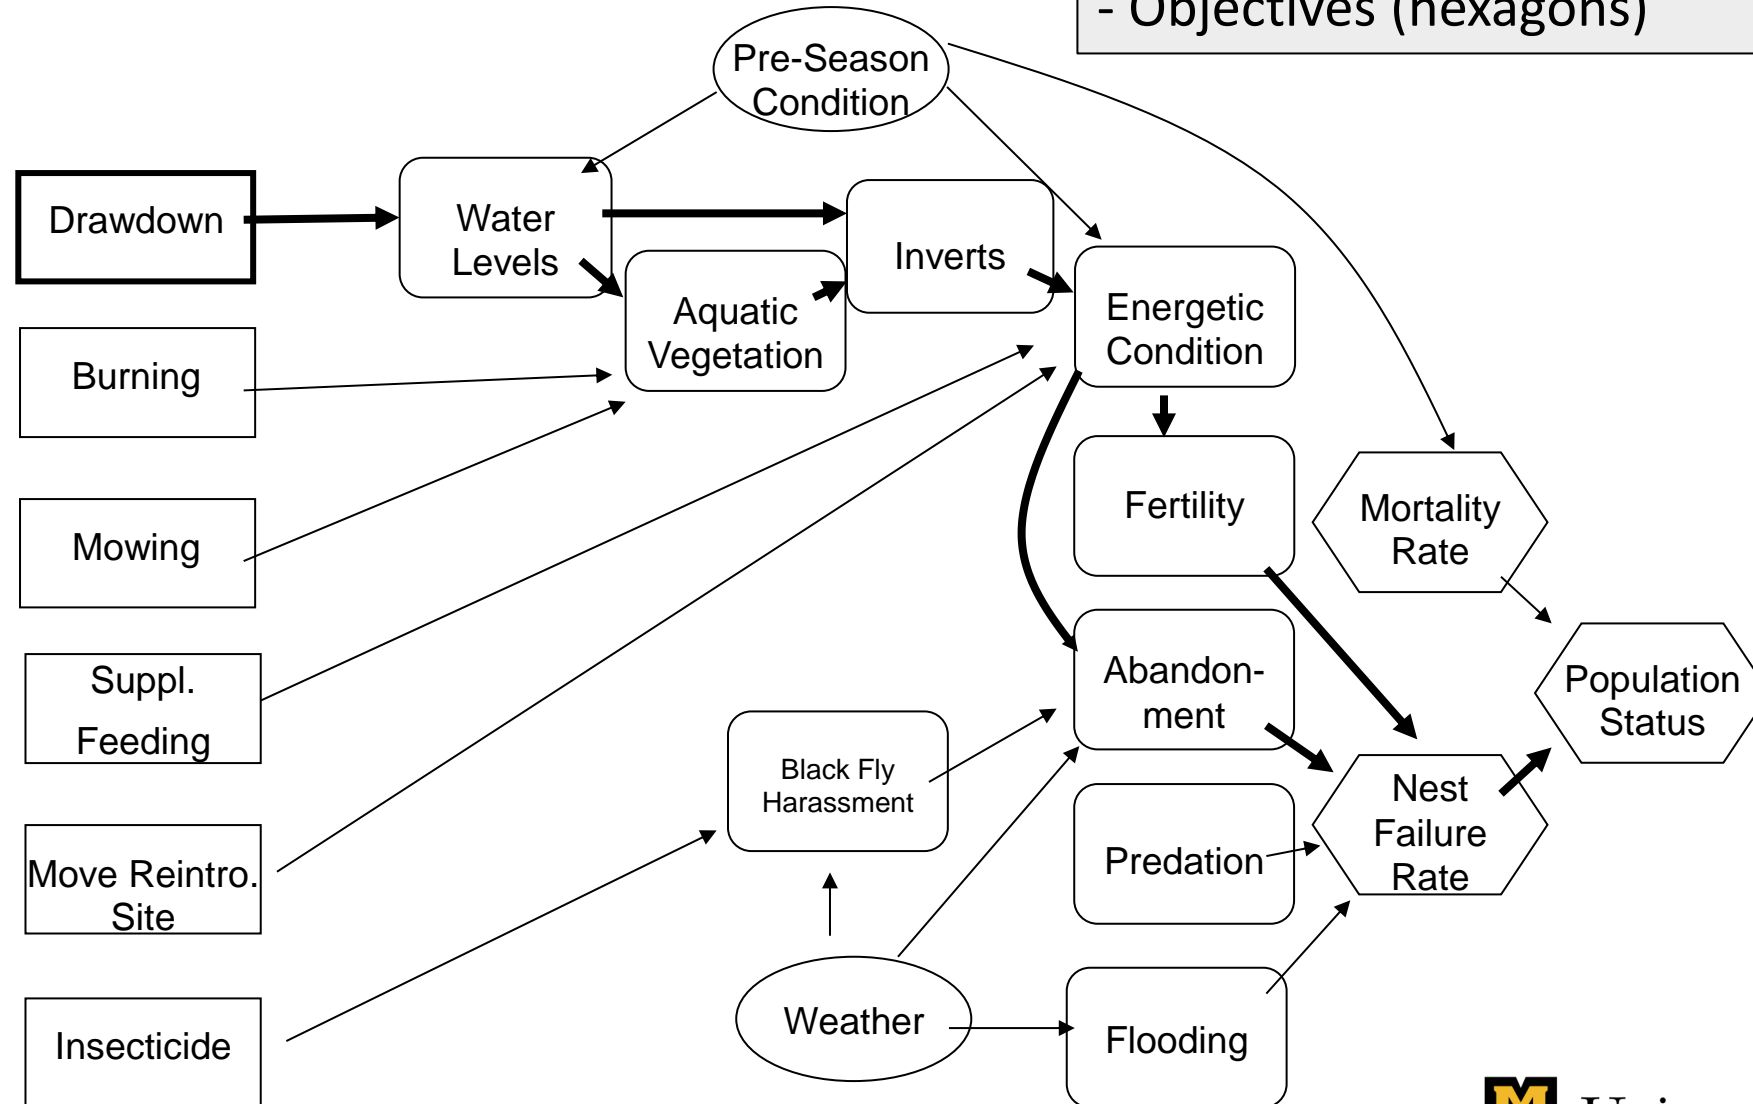 - Objectives (hexagons)
Pre-Season
Condition
Drawdown
Water
Levels
Inverts
Aquatic
Vegetation
Energetic
Condition
Burning
Fertility
Mortality
Rate
Mowing
Suppl.
Feeding
Abandon-
ment
Population
Status
Black Fly
Harassment
Nest
Failure
Rate
Predation
Move Reintro.
Site
Weather
Flooding
Insecticide